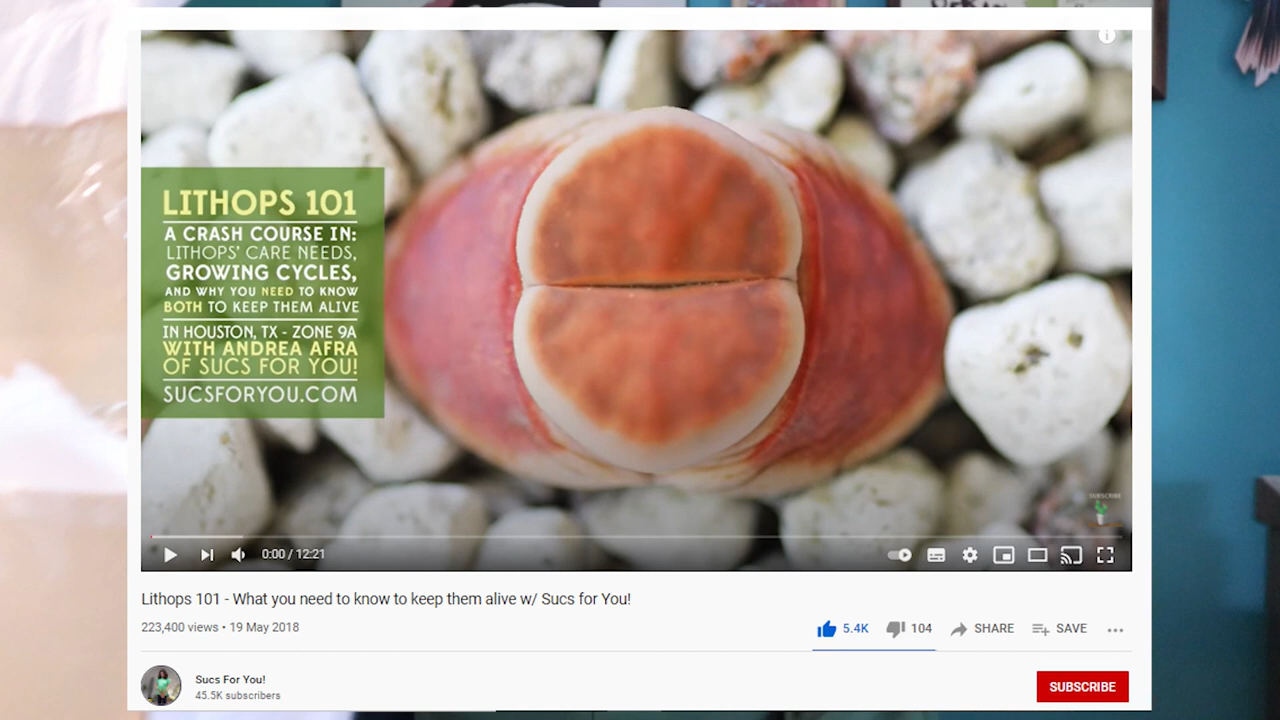 LITHOPS 101
A CRASH COURSE IN:
LITHOPS' CARE NEEDS,
GROWING CYCLES,
AND WHY YOU NEED TO KNOW
BOTH TO KEEP THEM ALIVE
IN HOUSTON, TX - ZONE 9A
WITH ANDREA AFRA
OF SUCS FOR YOU!
SUCSFORYOU.COM
SUBSCRIBE
0:00 / 12:21
Lithops 101 - What you need to know to keep them alive w/ Sucs for You!
223,400 views • 19 May 2018
5.4K 104 SHARE SAVE
Sucs For You!
45.5K subscribers
SUBSCRIBE